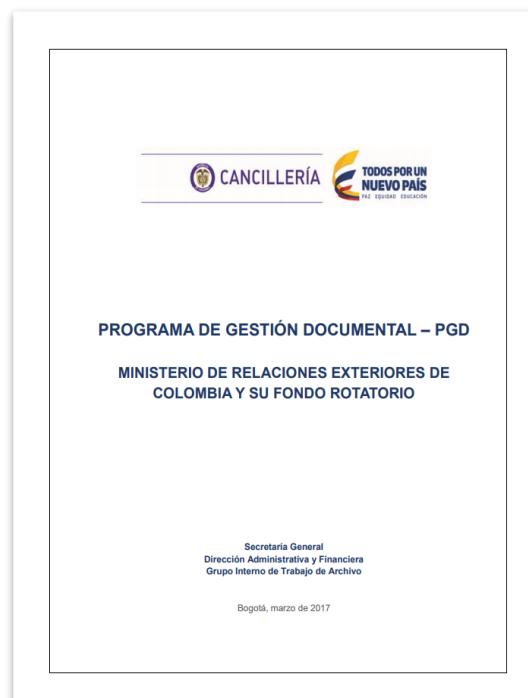 CANCILLERÍA
TODOS POR UN
NUEVO PAÍS
PAZ EQUIDAD EDUCACIÓN
PROGRAMA DE GESTIÓN DOCUMENTAL – PGD
MINISTERIO DE RELACIONES EXTERIORES DE
COLOMBIA Y SU FONDO ROTATORIO
Secretaría General
Dirección Administrativa y Financiera
Grupo Interno de Trabajo de Archivo
Bogotá, marzo de 2017